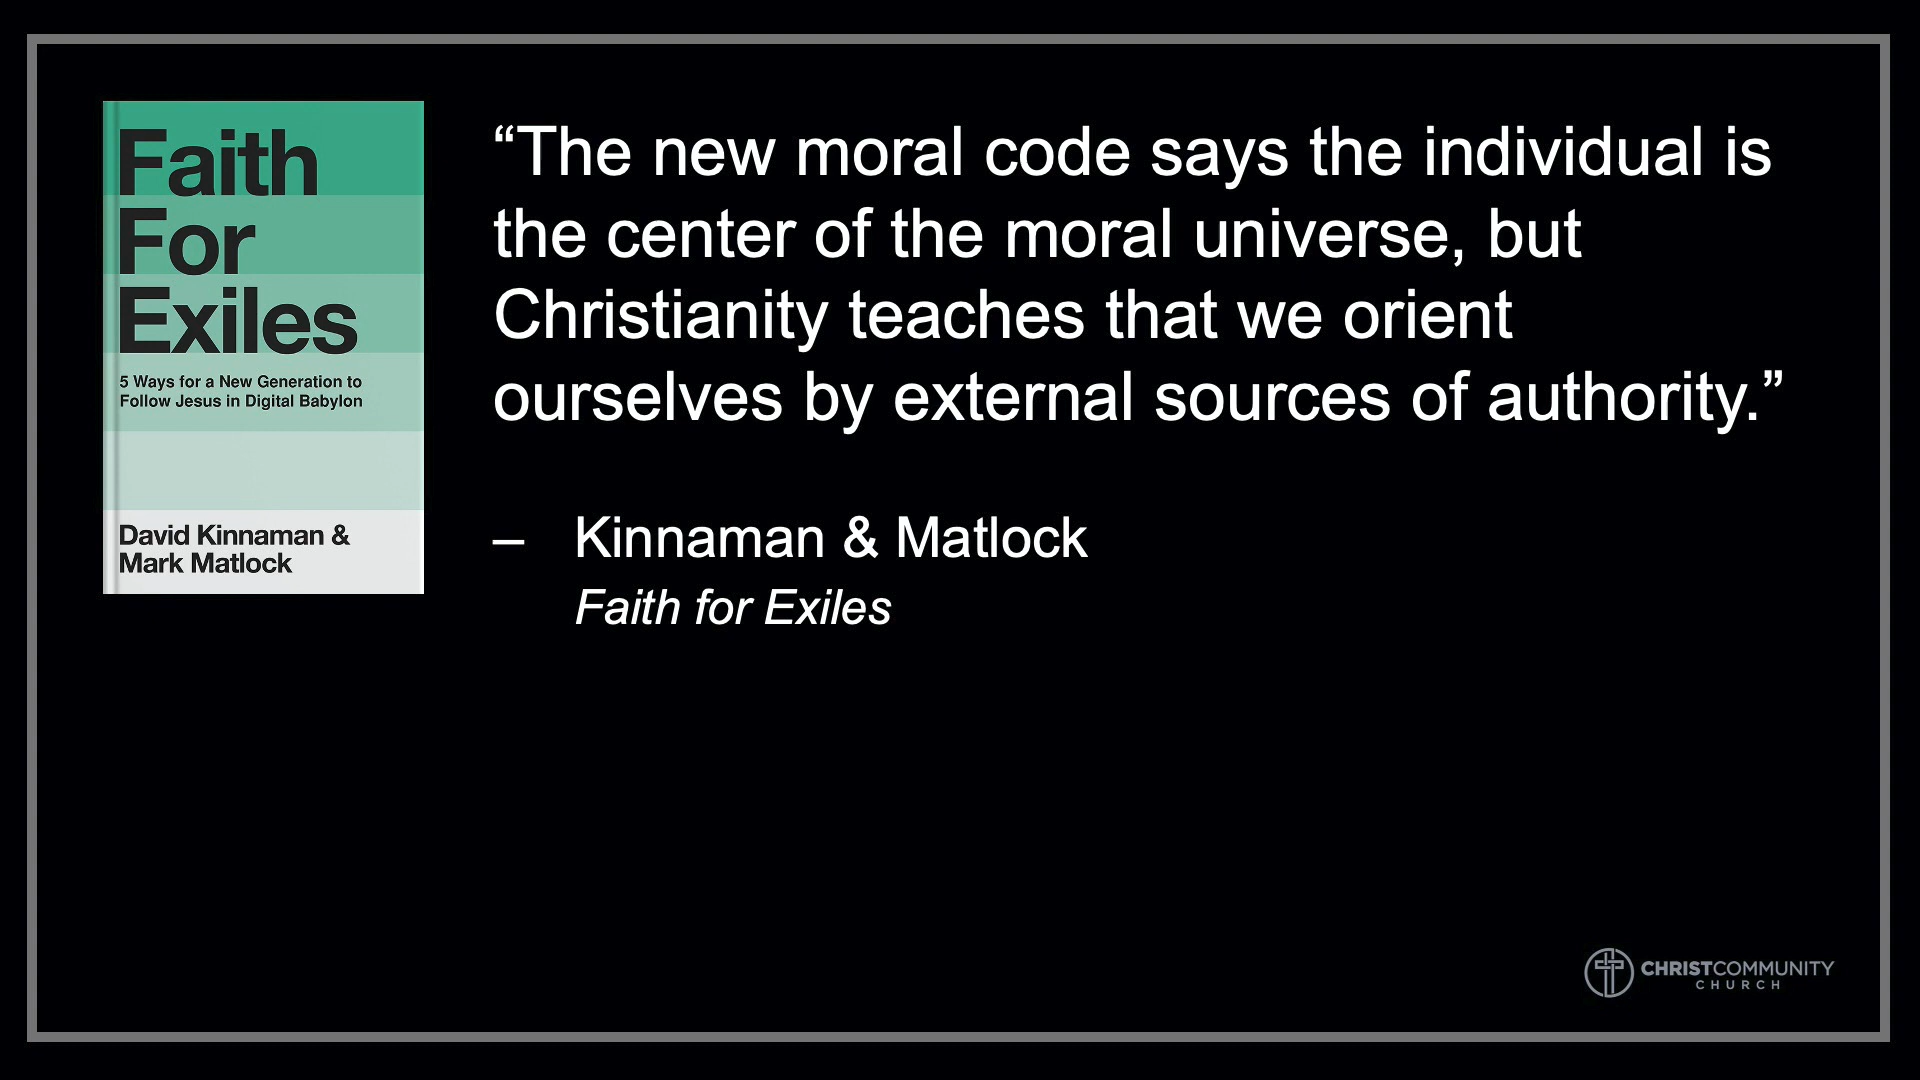 Faith
For
Exiles
5 Ways for a New Generation to
Follow Jesus in Digital Babylon
David Kinnaman &
Mark Matlock
“The new moral code says the individual is
the center of the moral universe, but
Christianity teaches that we orient
ourselves by external sources of authority.”
– Kinnaman & Matlock
Faith for Exiles
CHRISTCOMMUNITY
CHURCH